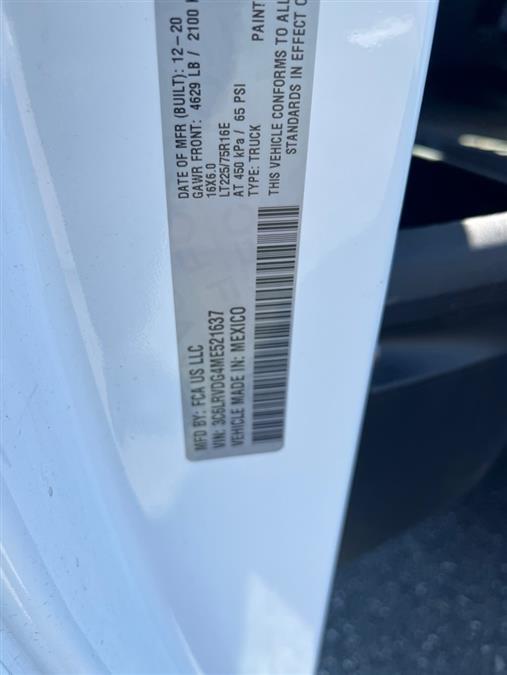 MFD BY: FCA US LLC
DATE OF MFR (BUILT): 12-20
GAWR FRONT: 4629 LB / 2100
16X6.0
LT225/75R16E
AT 450 kPa / 65 PSI
TYPE: TRUCK
VIN: 3C6LRVDG4ME521637
VEHICLE MADE IN: MEXICO
PAINT
THIS VEHICLE CONFORMS TO ALL
STANDARDS IN EFFECT O